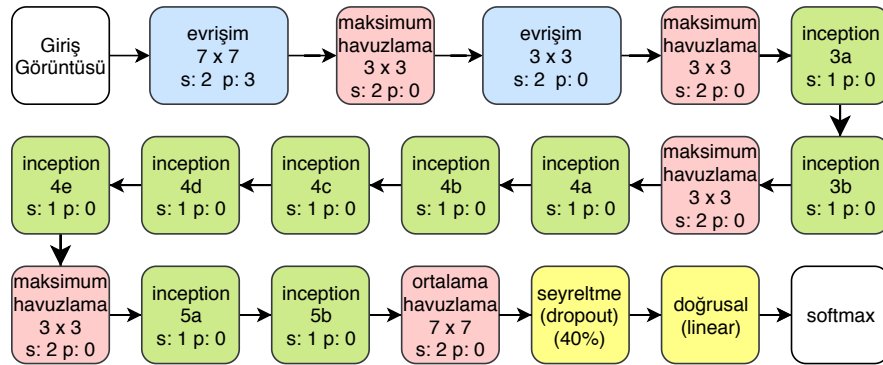 Giriş
Görüntüsü
evrişim
7 x 7
s: 2 p: 3
maksimum
havuzlama
3 x 3
s: 2 p: 0
evrişim
3 x 3
s: 2 p: 0
maksimum
havuzlama
3 x 3
s: 2 p: 0
inception
3a
s: 1 p: 0
inception
3b
s: 1 p: 0
maksimum
havuzlama
3 x 3
s: 2 p: 0
inception
4a
s: 1 p: 0
inception
4b
s: 1 p: 0
inception
4c
s: 1 p: 0
inception
4d
s: 1 p: 0
inception
4e
s: 1 p: 0
maksimum
havuzlama
3 x 3
s: 2 p: 0
inception
5a
s: 1 p: 0
inception
5b
s: 1 p: 0
ortalama
havuzlama
7 x 7
s: 2 p: 0
seyreltme
(dropout)
(40%)
doğrusal
(linear)
softmax